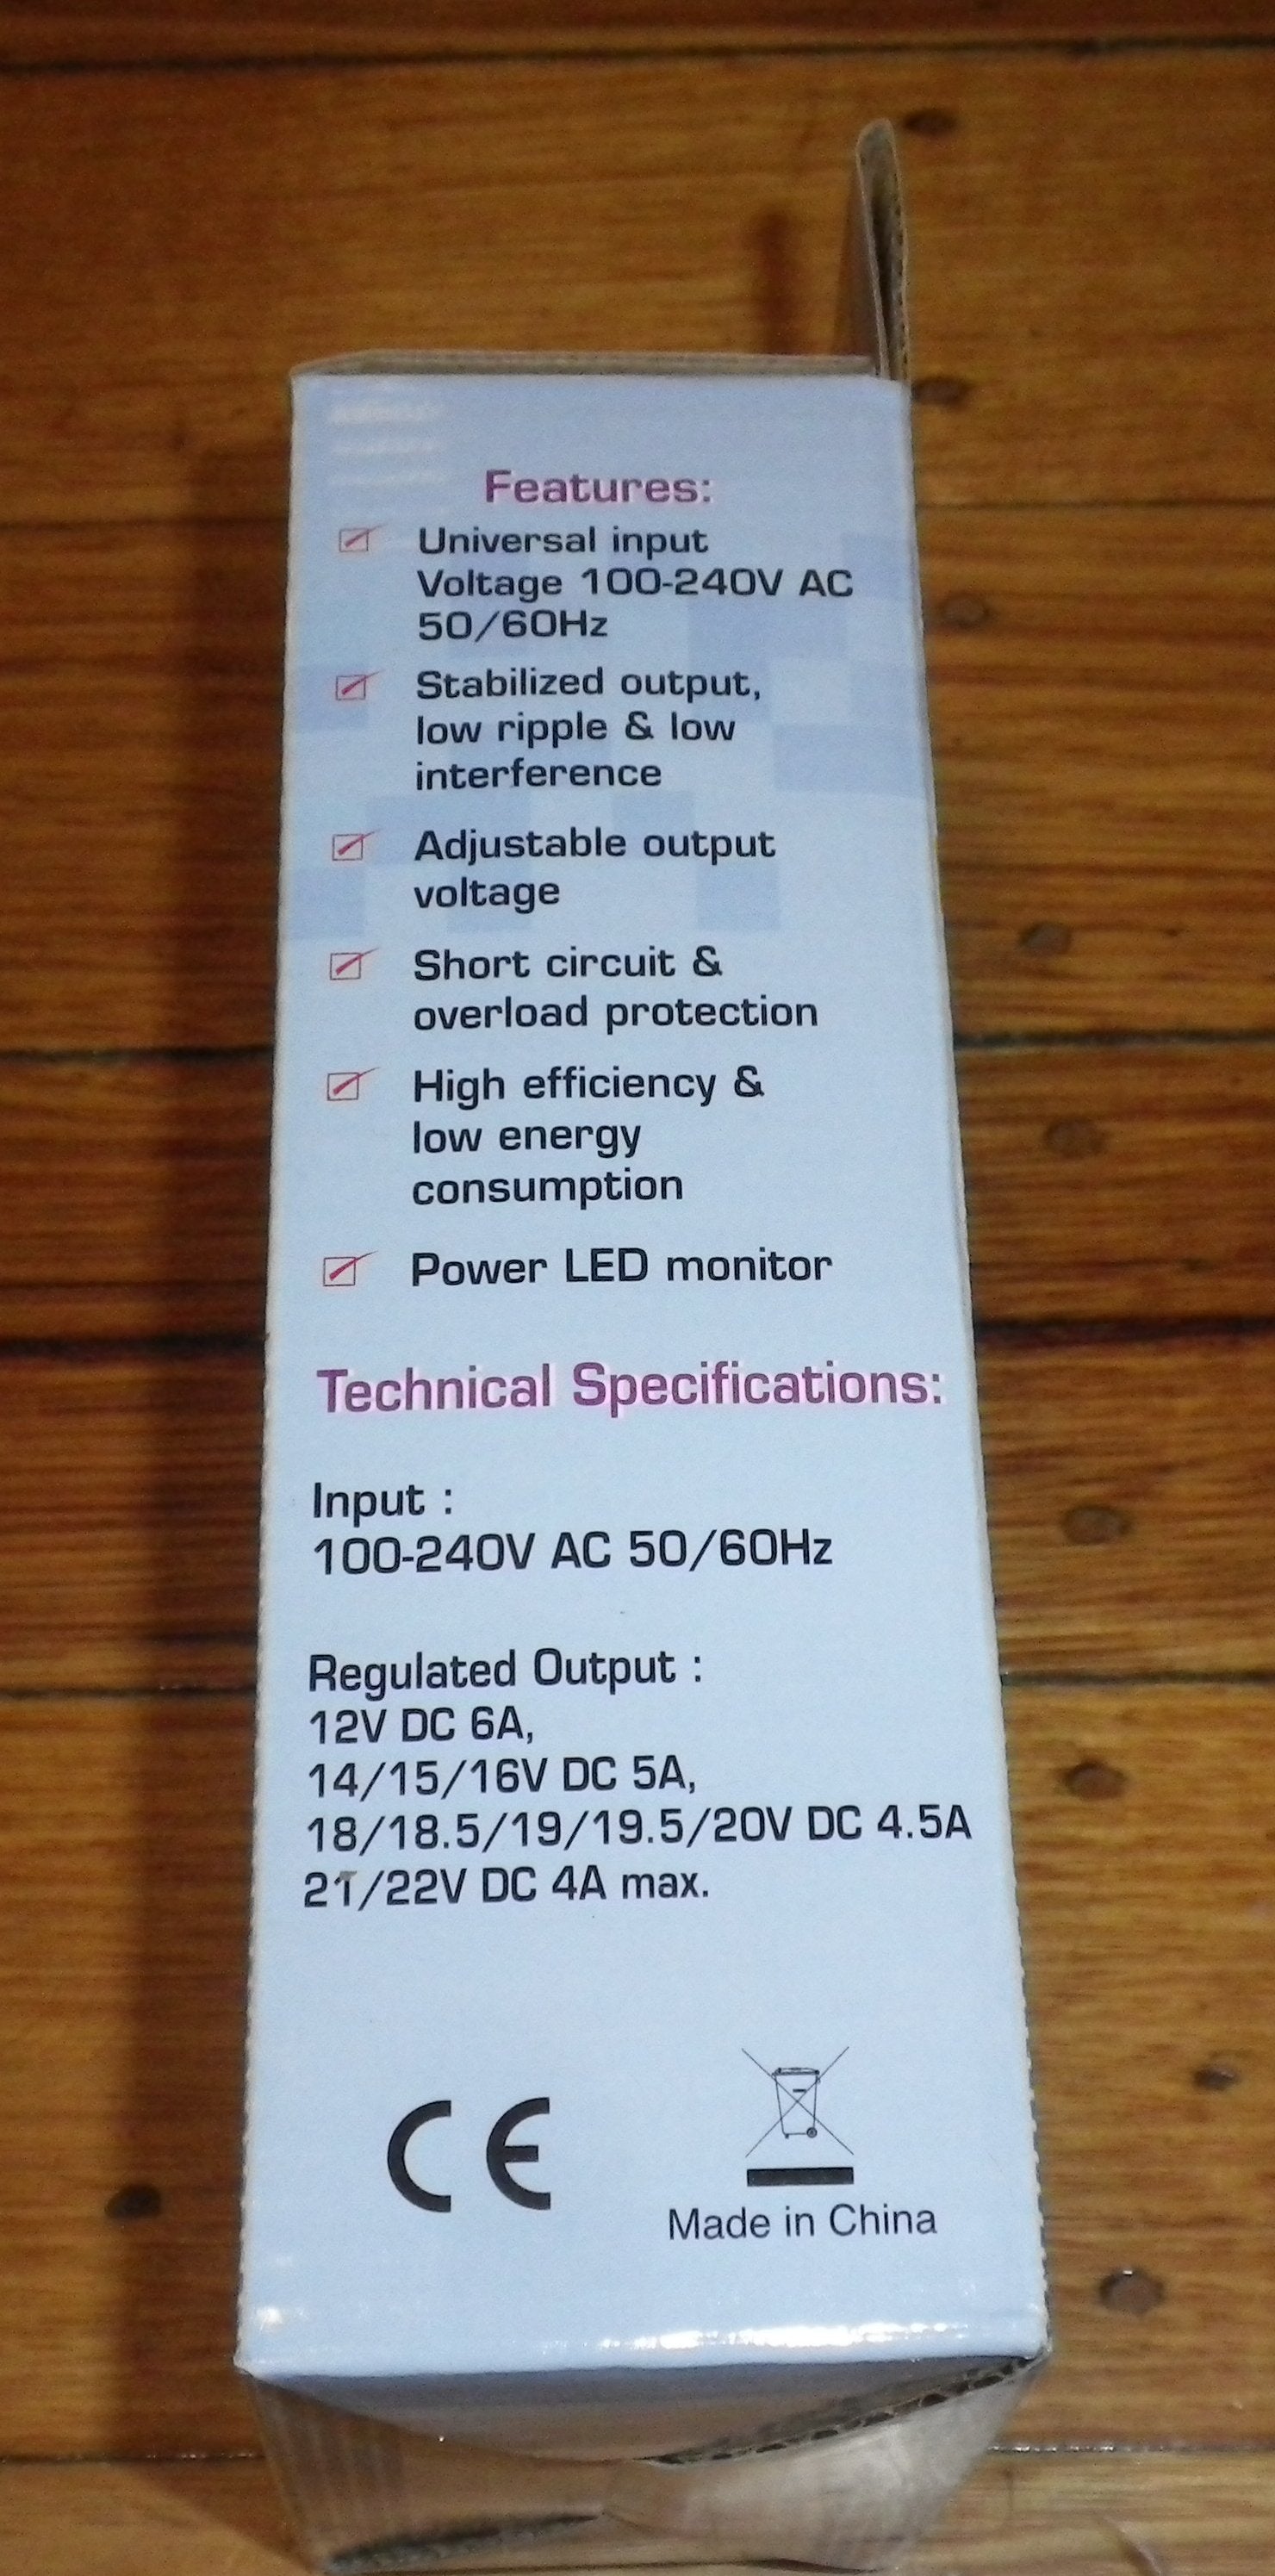 Features:
Universal input
Voltage 100-240V AC
50/60Hz
Stabilized output,
low ripple & low
interference
Adjustable output
voltage
Short circuit &
overload protection
High efficiency &
low energy
consumption
Power LED monitor
Technical Specifications:
Input :
100-240V AC 50/60Hz
Regulated Output :
12V DC 6A,
14/15/16V DC 5A,
18/18.5/19/19.5/20V DC 4.5A
21/22V DC 4A max.
CE
Made in China